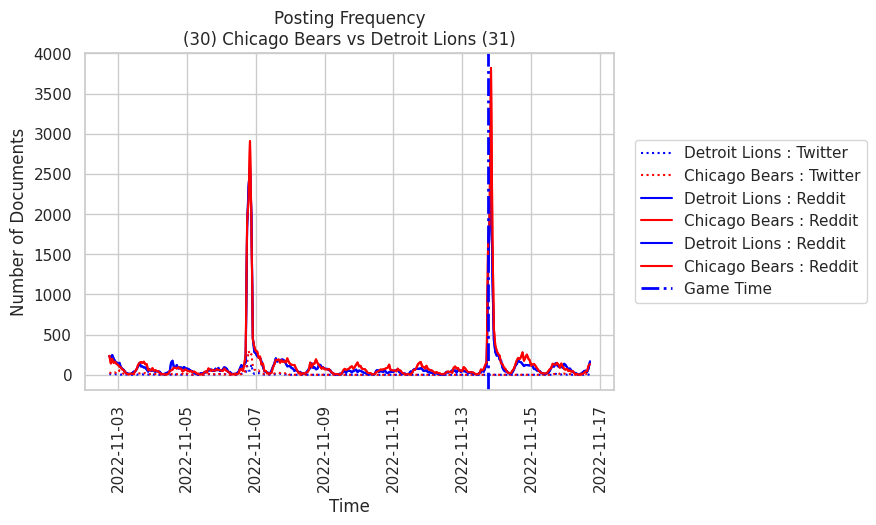 Posting Frequency
(30) Chicago Bears vs Detroit Lions (31)
Number of Documents
4000
3500
3000
2500
2000
1500
1000
500
0
2022-11-03
2022-11-05
2022-11-07
2022-11-09
2022-11-11
2022-11-13
2022-11-15
2022-11-17
Time
Detroit Lions : Twitter
Chicago Bears : Twitter
Detroit Lions : Reddit
Chicago Bears : Reddit
Detroit Lions : Reddit
Chicago Bears : Reddit
Game Time